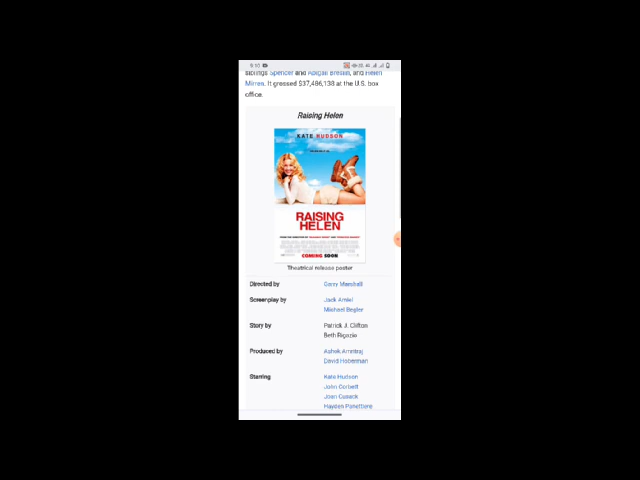 siblings Spencer and Abigail Breslin, and Helen
Mirren. It grossed $37,486,138 at the U.S. box
office.
Raising Helen
KATE HUDSON
RAISING
HELEN
COMING SOON
Theatrical release poster
Directed by Garry Marshall
Screenplay by Jack Amiel
Michael Begler
Story by Patrick J. Clifton
Beth Rigazio
Produced by Ashok Amritraj
David Hoberman
Starring Kate Hudson
John Corbett
Joan Cusack
Hayden Panettiere